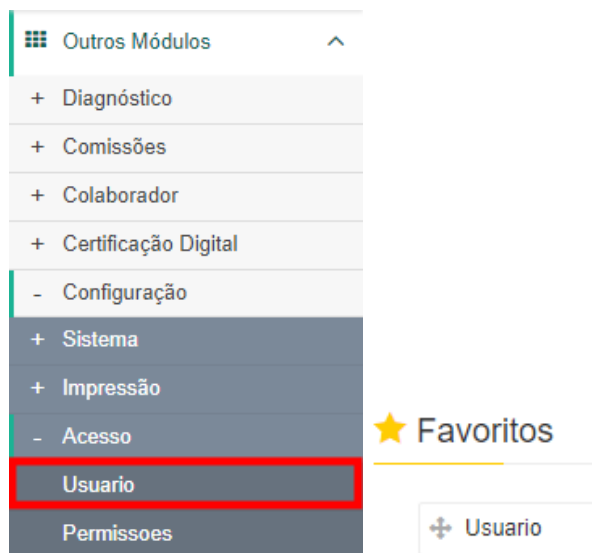 Outros Módulos
+ Diagnóstico
+ Comissões
+ Colaborador
+ Certificação Digital
- Configuração
+ Sistema
+ Impressão
- Acesso
Usuario
Permissoes
Favoritos
Usuario